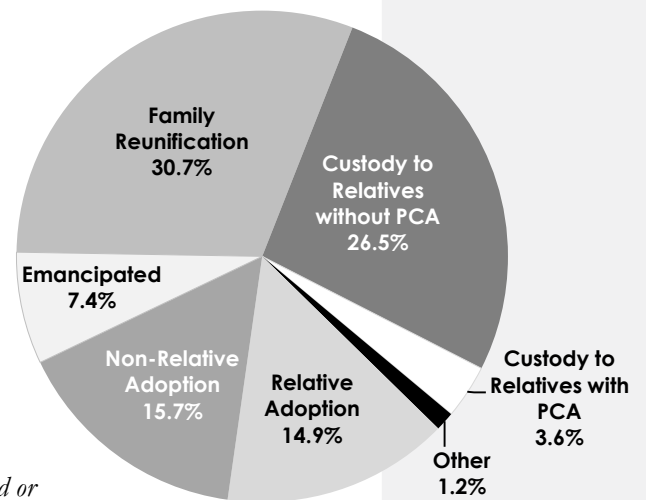 Family
Reunification
30.7%
Custody to
Relatives
without PCA
26.5%
Emancipated
7.4%
Non-Relative
Adoption
15.7%
Relative
Adoption
14.9%
Custody to
Relatives with
PCA
3.6%
Other
1.2%
d or